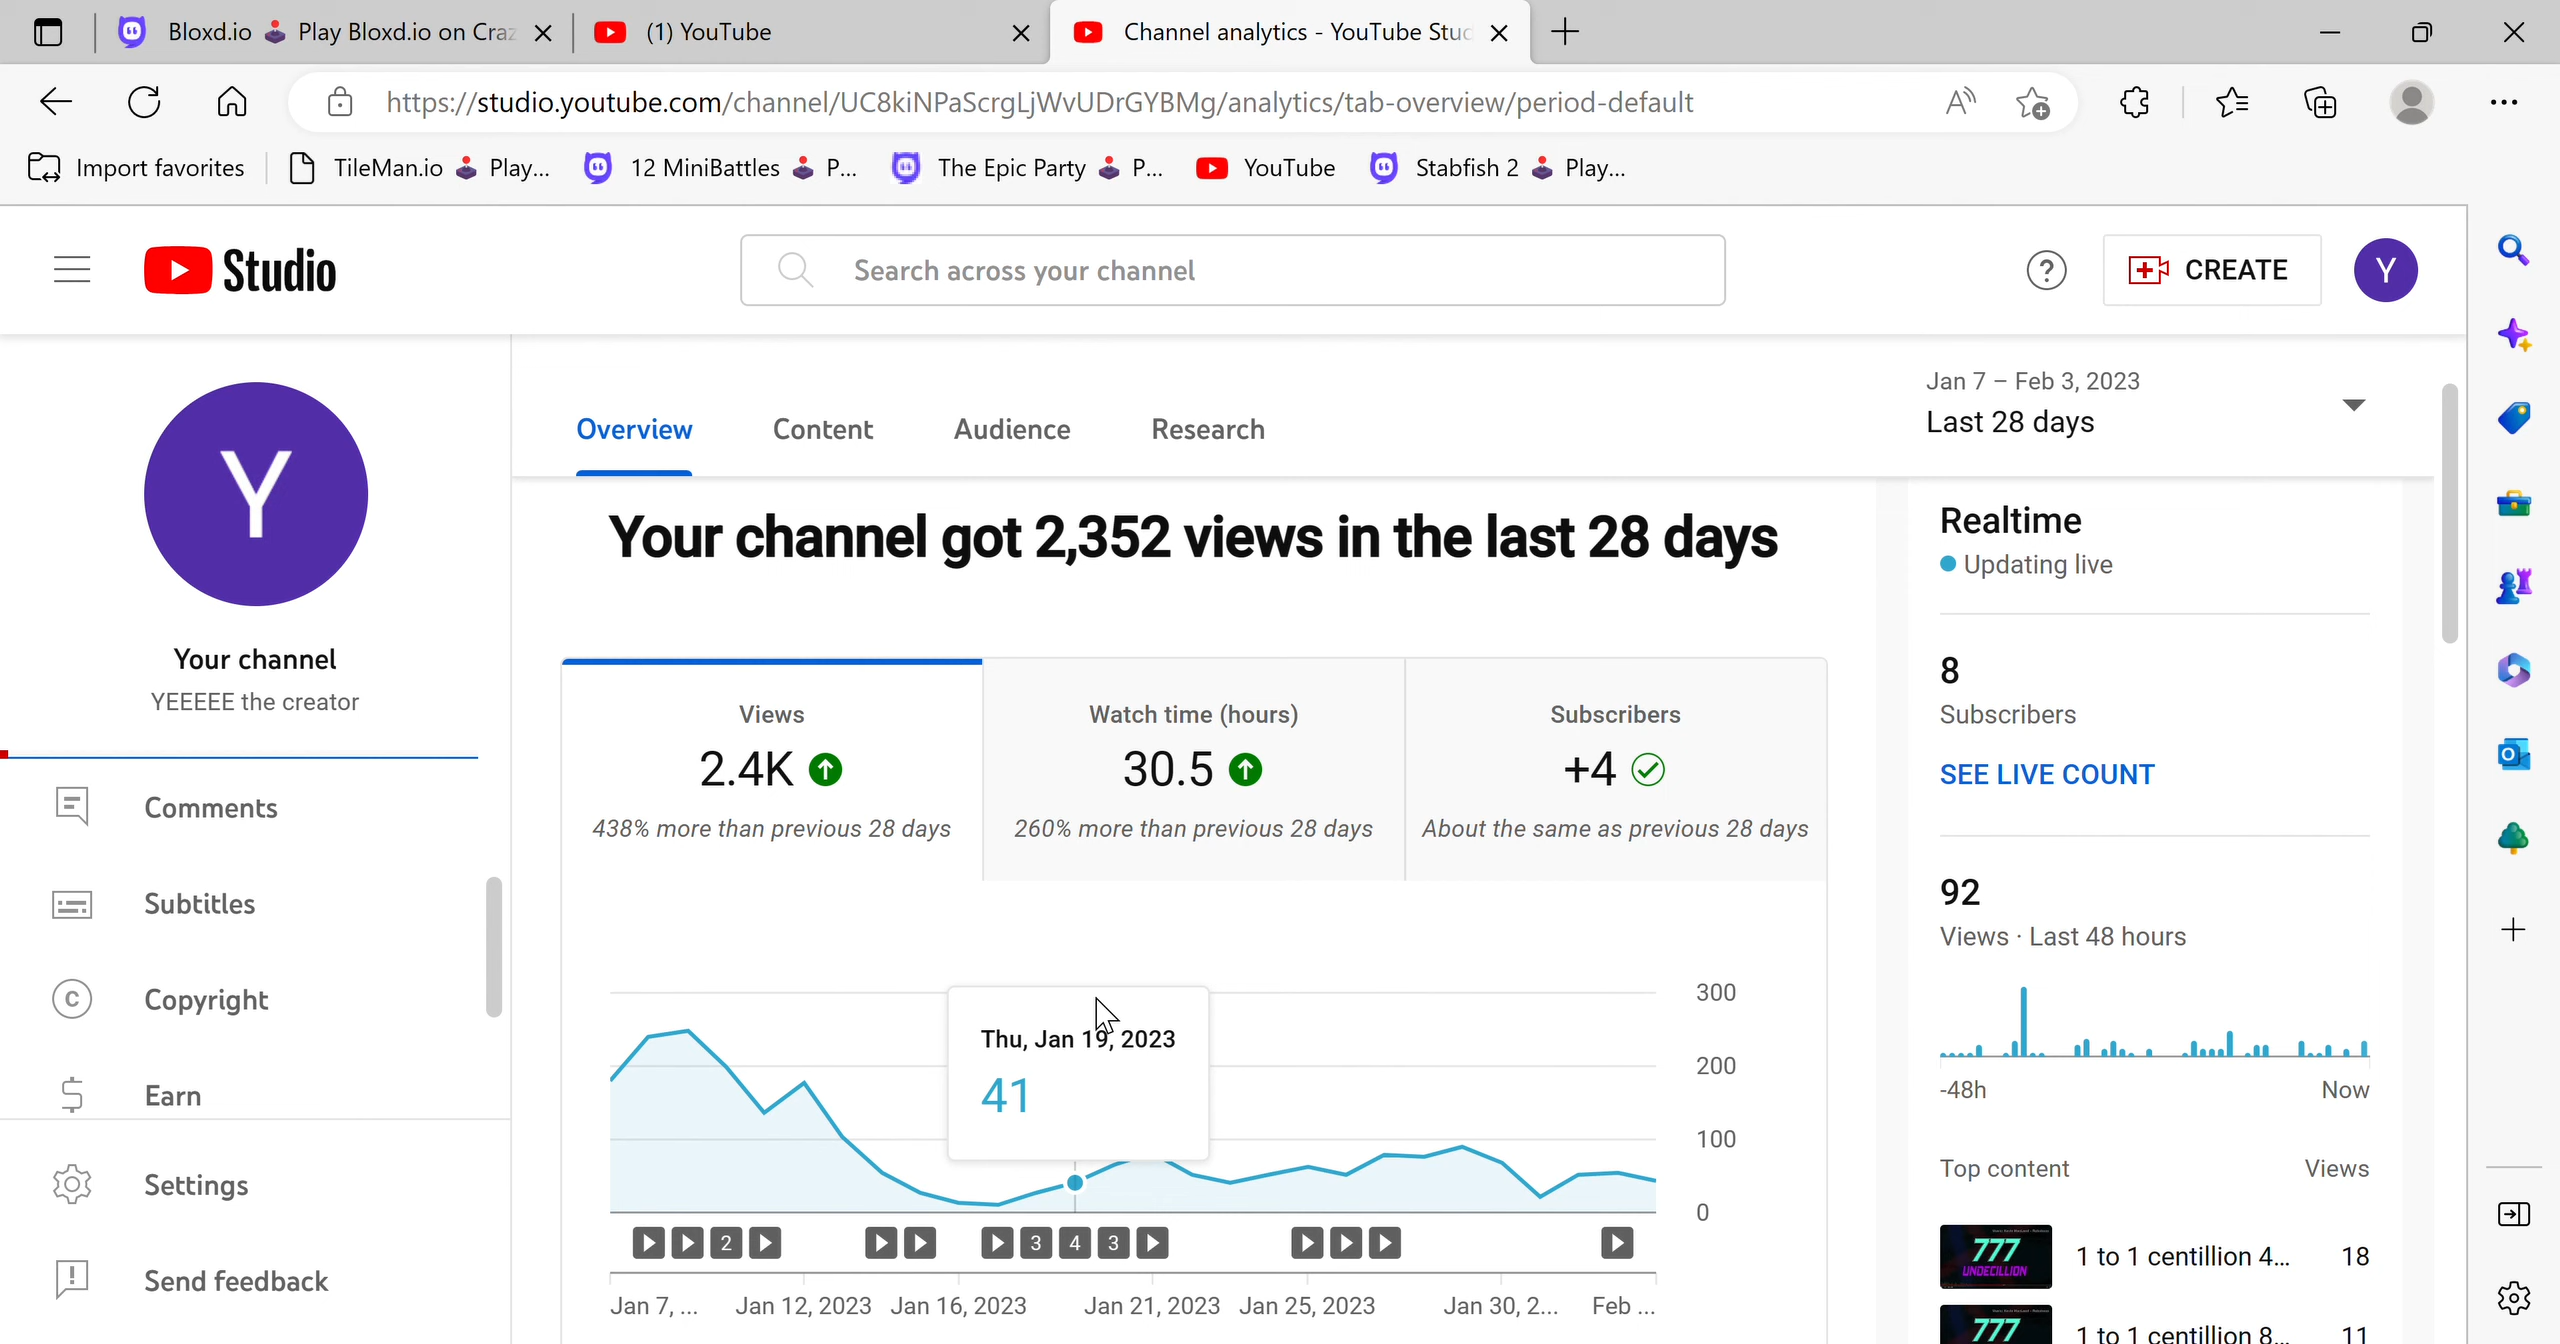 Bloxd.io 🕹️ Play Bloxd.io on Craz
(1) YouTube
Channel analytics - YouTube Stud
https://studio.youtube.com/channel/UC8kiNPaScrgLjWvUDrGYBMg/analytics/tab-overview/period-default
Import favorites
TileMan.io 🕹️ Play...
12 MiniBattles 🕹️ P...
The Epic Party 🕹️ P...
YouTube
Stabfish 2 🕹️ Play...
Studio
Search across your channel
CREATE
Y
Y
Your channel
YEEEEE the creator
Comments
Subtitles
Copyright
Earn
Settings
Send feedback
Overview
Content
Audience
Research
Jan 7 – Feb 3, 2023
Last 28 days
Your channel got 2,352 views in the last 28 days
Views
2.4K
438% more than previous 28 days
Watch time (hours)
30.5
260% more than previous 28 days
Subscribers
+4
About the same as previous 28 days
Thu, Jan 19, 2023
41
300
200
100
0
2
3 4 3
Jan 7, ...
Jan 12, 2023
Jan 16, 2023
Jan 21, 2023
Jan 25, 2023
Jan 30, 2...
Feb ...
Realtime
Updating live
8
Subscribers
SEE LIVE COUNT
92
Views · Last 48 hours
-48h
Now
Top content
Views
777
UNDECILLION
1 to 1 centillion 4...
18
777
1 to 1 centillion 8...
11